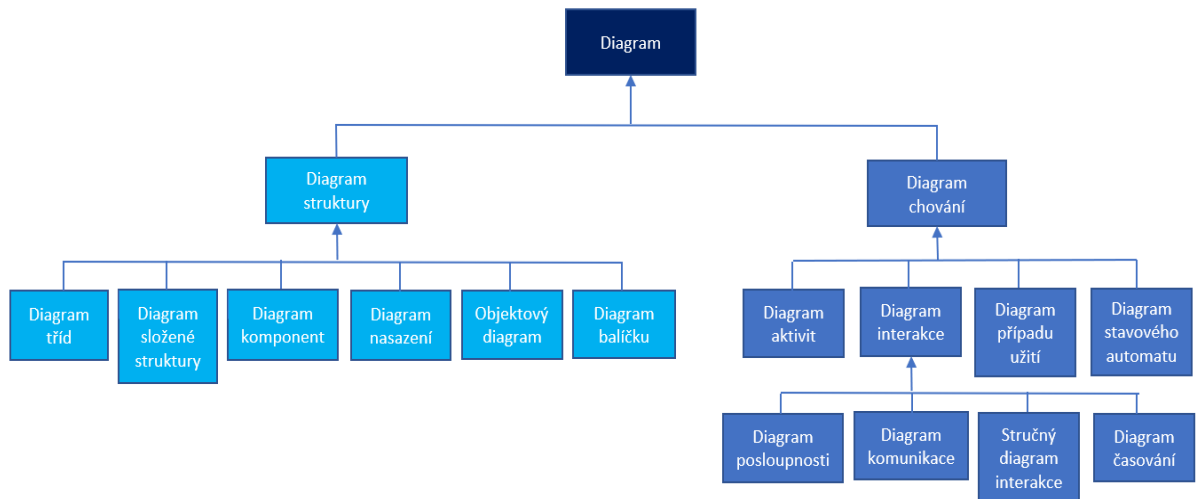 Diagram
Diagram
struktury
Diagram
chování
Diagram
tříd
Diagram
složené
struktury
Diagram
komponent
Diagram
nasazení
Objektový
diagram
Diagram
balíčku
Diagram
aktivit
Diagram
interakce
Diagram
případu
užití
Diagram
stavového
automatu
Diagram
posloupnosti
Diagram
komunikace
Stručný
diagram
interakce
Diagram
časování